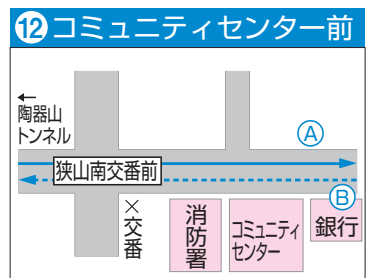 ⑫コミュニティセンター前
←
陶器山
トンネル
Ⓐ
狭山南交番前
Ⓑ
×交番
消防署
コミュニティ
センター
銀行